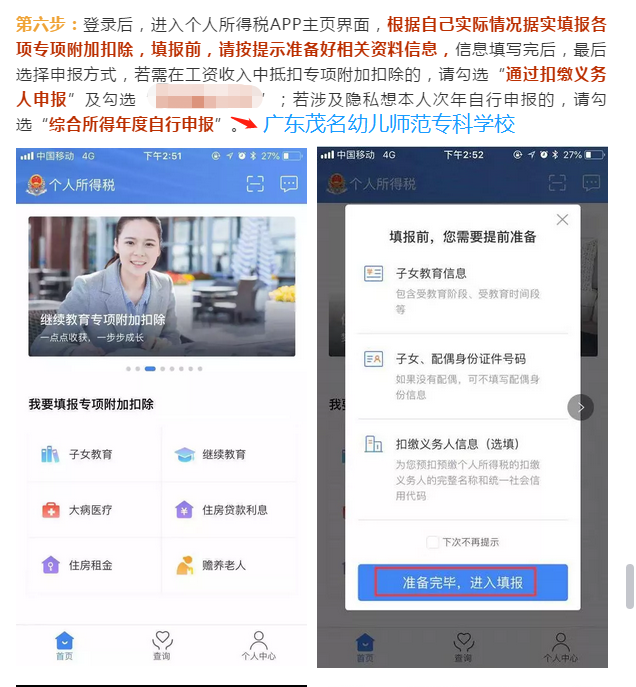 第六步：登录后，进入个人所得税APP主页界面，根据自己实际情况据实填报各
项专项附加扣除，填报前，请按提示准备好相关资料信息，信息填写完后，最后
选择申报方式，若需在工资收入中抵扣专项附加扣除的，请勾选“通过扣缴义务
人申报”及勾选“ ”；若涉及隐私想本人次年自行申报的，请勾
选“综合所得年度自行申报”。 广东茂名幼儿师范专科学校
中国移动 4G 下午2:51 27%
个人所得税
继续教育专项附加扣除
一点点收获，一步步成长
我要填报专项附加扣除
子女教育 继续教育
大病医疗 住房贷款利息
住房租金 赡养老人
首页 查询 个人中心
中国移动 4G 下午2:52 27%
个人所得税
填报前，您需要提前准备
子女教育信息
包含受教育阶段、受教育时间段
等
子女、配偶身份证件号码
如果没有配偶，可不填写配偶身
份信息
扣缴义务人信息（选填）
为您预扣预缴个人所得税的扣缴
义务人的完整名称和统一社会信
用代码
我
下次不再提示
准备完毕，进入填报
首页 查询 个人中心